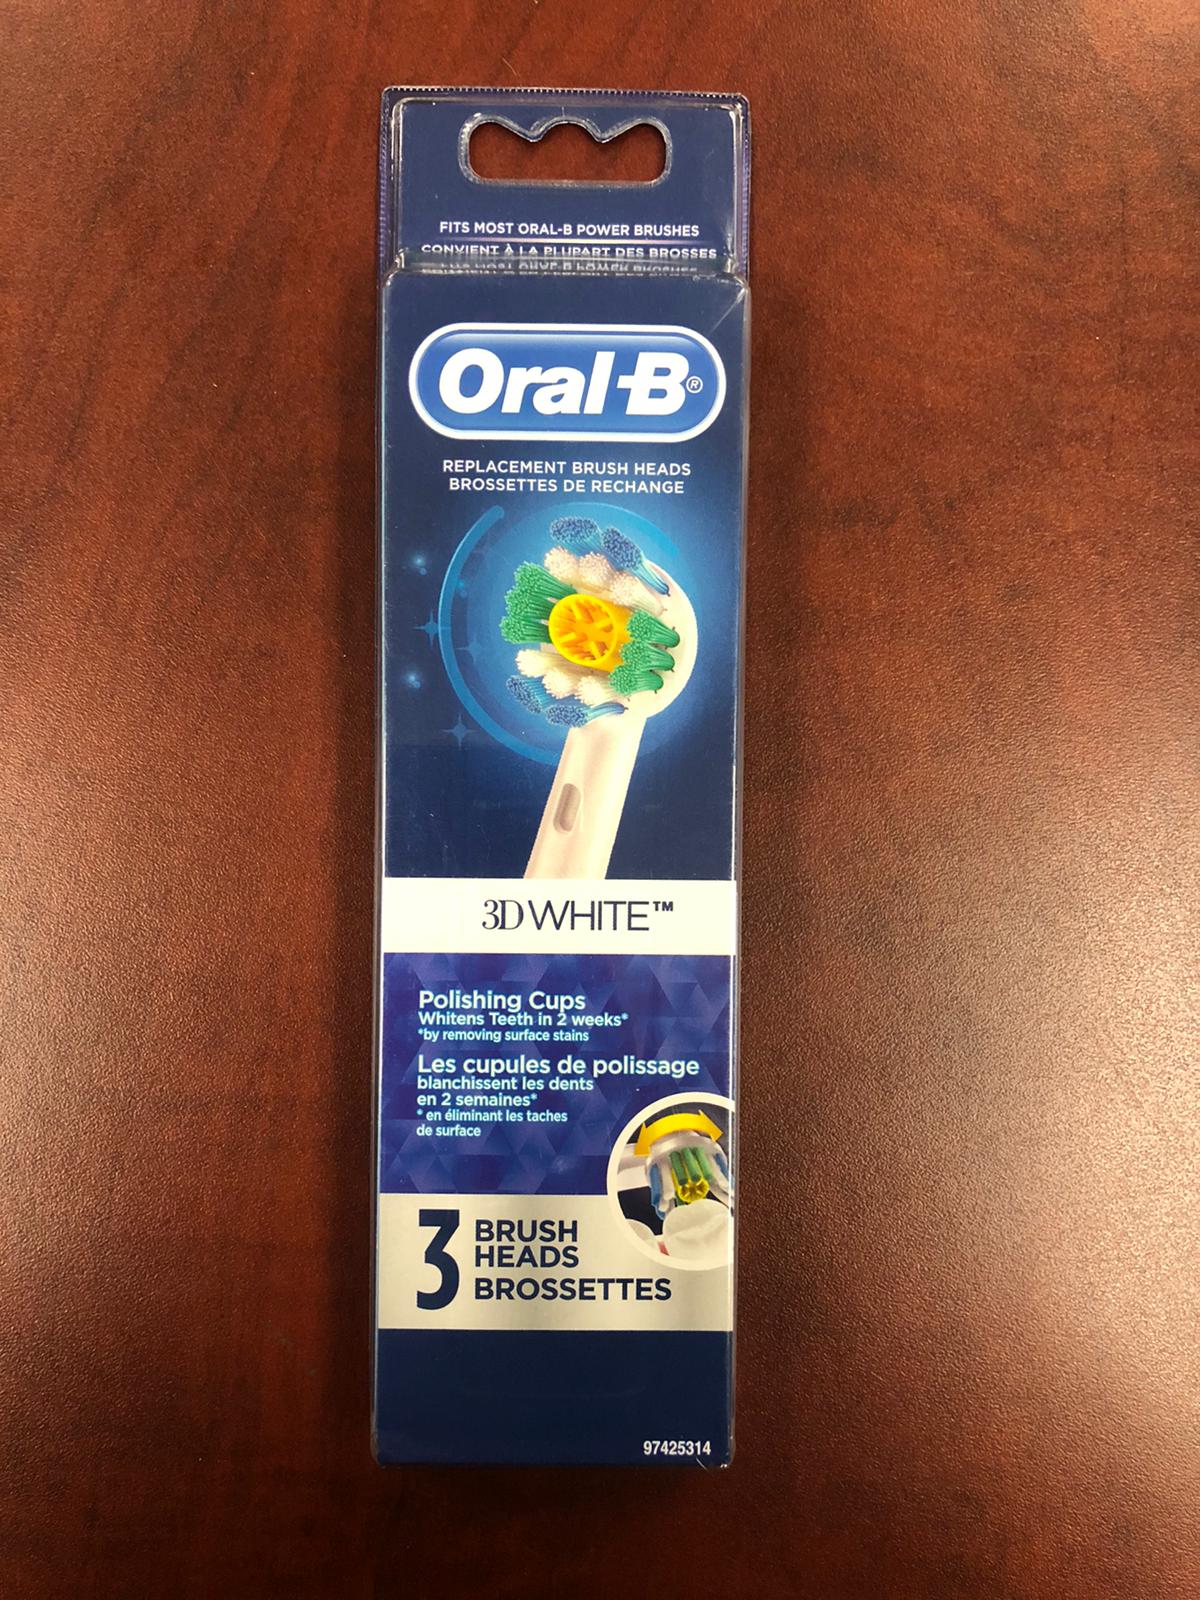 FITS MOST ORAL-B POWER BRUSHES
CONVIENT À LA PLUPART DES BROSSES
Oral-B®
REPLACEMENT BRUSH HEADS
BROSSETTES DE RECHANGE
3D WHITE™
Polishing Cups
Whitens Teeth in 2 weeks*
*by removing surface stains
Les cupules de polissage
blanchissent les dents
en 2 semaines*
* en éliminant les taches
de surface
3 BRUSH
HEADS
BROSSETTES
97425314